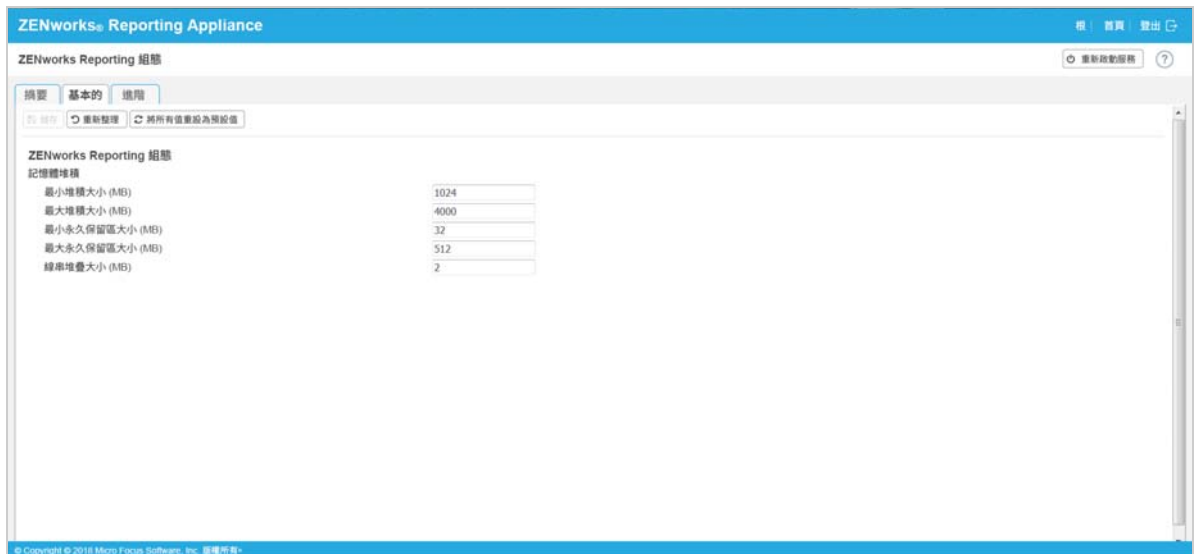 ZENworks® Reporting Appliance
根 首頁 登出
ZENworks Reporting 組態
重新啟動服務 ?
摘要 基本的 進階
儲存 重新整理 將所有值重設為預設值
ZENworks Reporting 組態
記憶體堆積
最小堆積大小 (MB) 1024
最大堆積大小 (MB) 4000
最小永久保留區大小 (MB) 32
最大永久保留區大小 (MB) 512
線串堆疊大小 (MB) 2
© Copyright © 2018 Micro Focus Software, Inc. 版權所有。